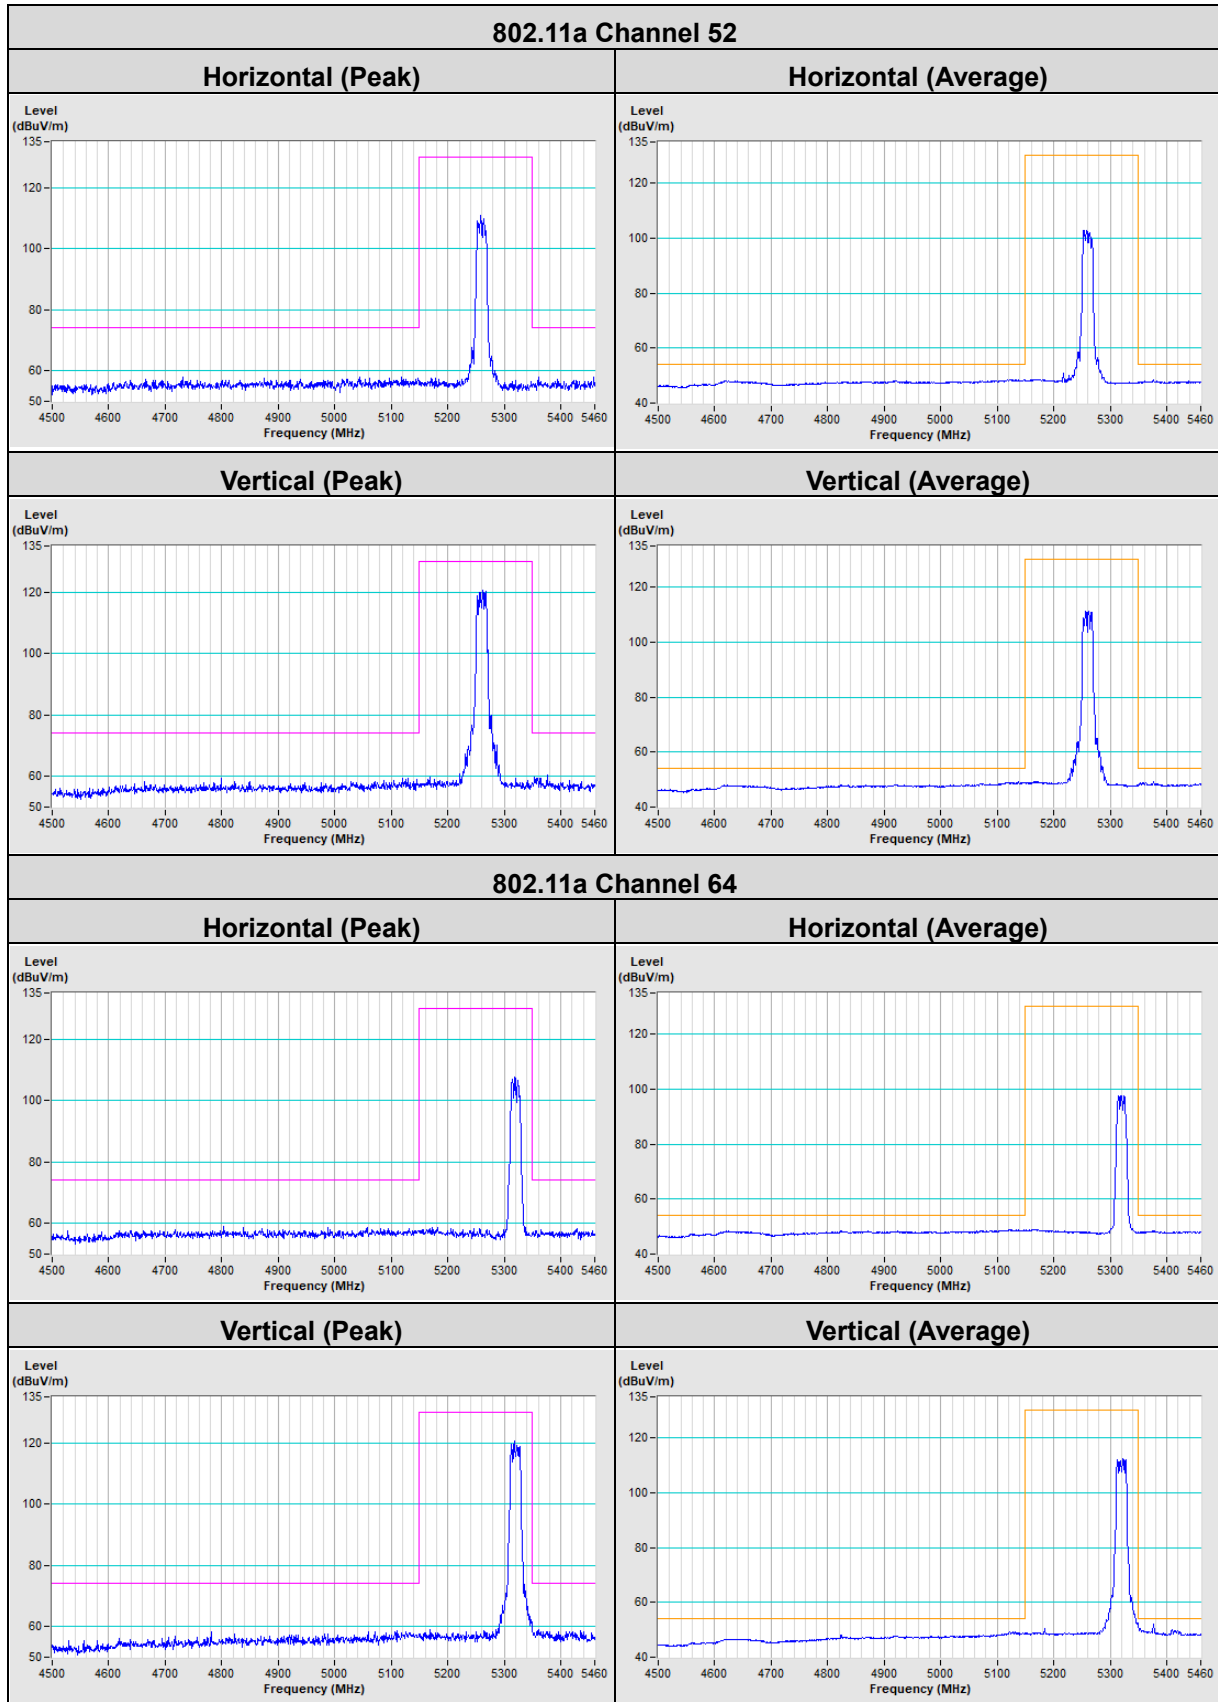 802.11a Channel 52
Horizontal (Peak)
Horizontal (Average)
Level
(dBuV/m)
135
120
100
80
60
50
4500 4600 4700 4800 4900 5000 5100 5200 5300 5400 5460
Frequency (MHz)
Level
(dBuV/m)
135
120
100
80
60
40
4500 4600 4700 4800 4900 5000 5100 5200 5300 5400 5460
Frequency (MHz)
Vertical (Peak)
Vertical (Average)
Level
(dBuV/m)
135
120
100
80
60
50
4500 4600 4700 4800 4900 5000 5100 5200 5300 5400 5460
Frequency (MHz)
Level
(dBuV/m)
135
120
100
80
60
40
4500 4600 4700 4800 4900 5000 5100 5200 5300 5400 5460
Frequency (MHz)
802.11a Channel 64
Horizontal (Peak)
Horizontal (Average)
Level
(dBuV/m)
135
120
100
80
60
50
4500 4600 4700 4800 4900 5000 5100 5200 5300 5400 5460
Frequency (MHz)
Level
(dBuV/m)
135
120
100
80
60
40
4500 4600 4700 4800 4900 5000 5100 5200 5300 5400 5460
Frequency (MHz)
Vertical (Peak)
Vertical (Average)
Level
(dBuV/m)
135
120
100
80
60
50
4500 4600 4700 4800 4900 5000 5100 5200 5300 5400 5460
Frequency (MHz)
Level
(dBuV/m)
135
120
100
80
60
40
4500 4600 4700 4800 4900 5000 5100 5200 5300 5400 5460
Frequency (MHz)